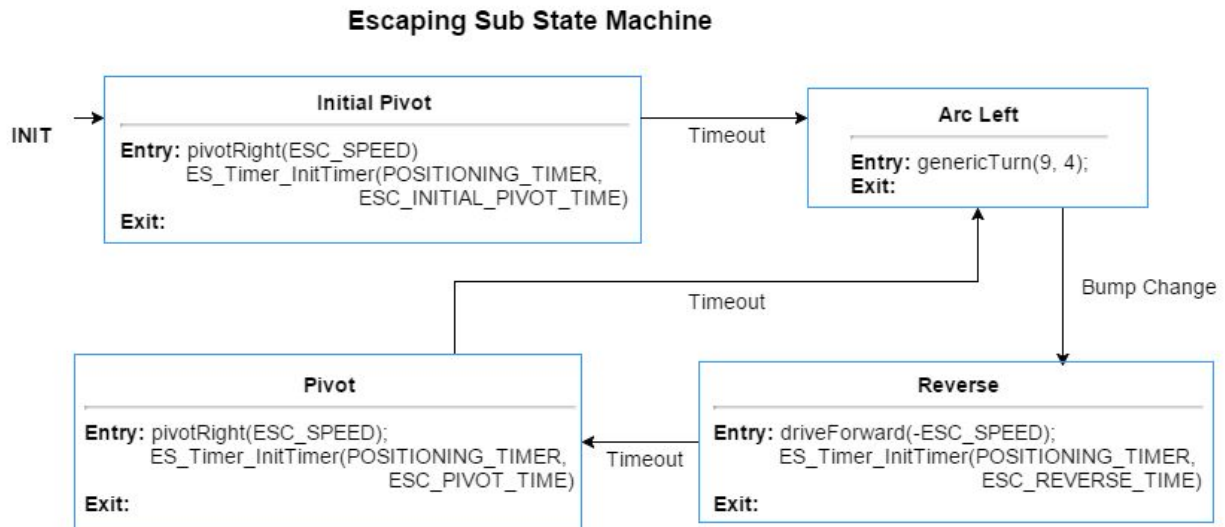 Escaping Sub State Machine
INIT
Initial Pivot
Entry: pivotRight(ESC_SPEED)
ES_Timer_InitTimer(POSITIONING_TIMER,
ESC_INITIAL_PIVOT_TIME)
Exit:
Timeout
Arc Left
Entry: genericTurn(9, 4);
Exit:
Timeout
Bump Change
Pivot
Entry: pivotRight(ESC_SPEED);
ES_Timer_InitTimer(POSITIONING_TIMER,
ESC_PIVOT_TIME)
Exit:
Timeout
Reverse
Entry: driveForward(-ESC_SPEED);
ES_Timer_InitTimer(POSITIONING_TIMER,
ESC_REVERSE_TIME)
Exit: